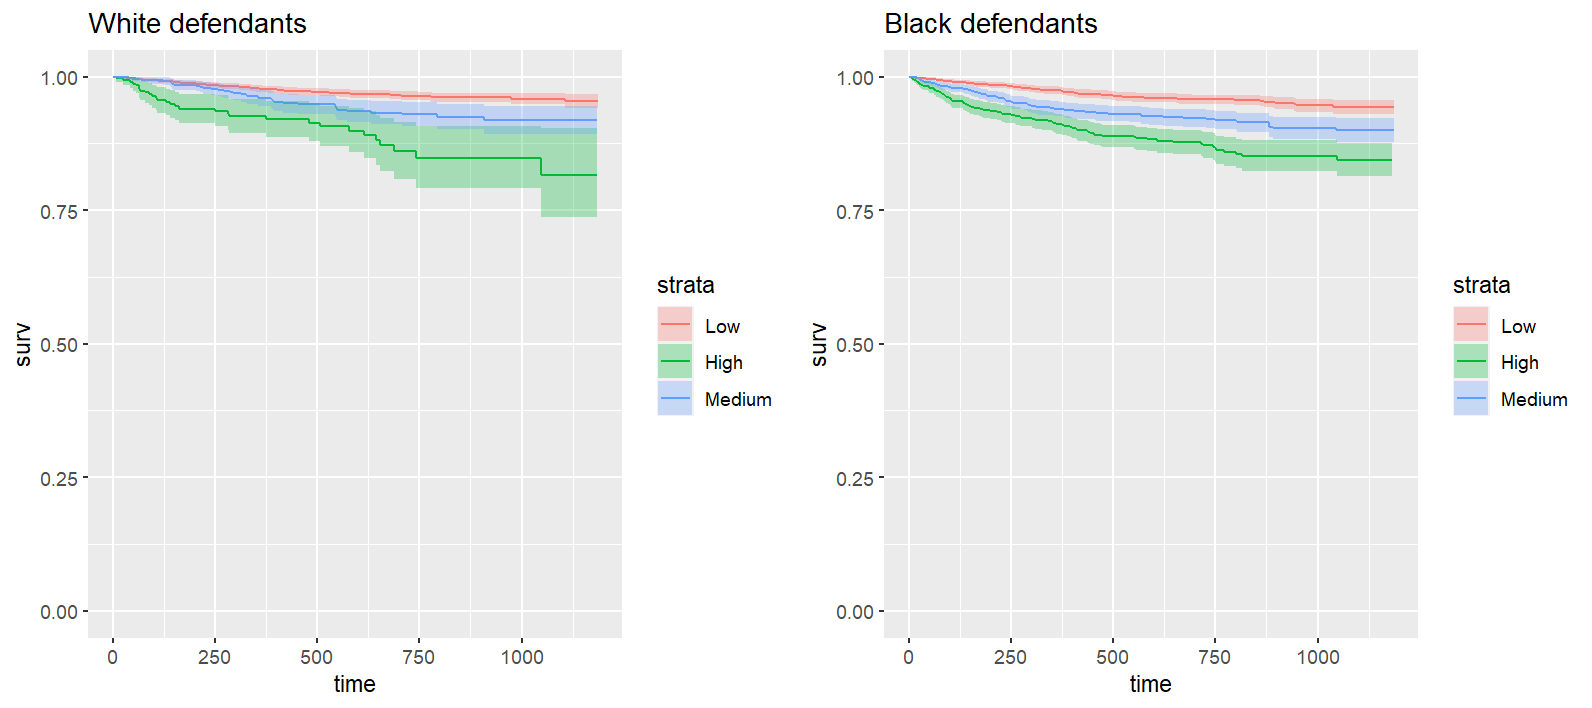 White defendants
1.00
0.75
0.50
0.25
0.00
surv
0 250 500 750 1000
time
strata
Low
High
Medium
Black defendants
1.00
0.75
0.50
0.25
0.00
surv
0 250 500 750 1000
time
strata
Low
High
Medium